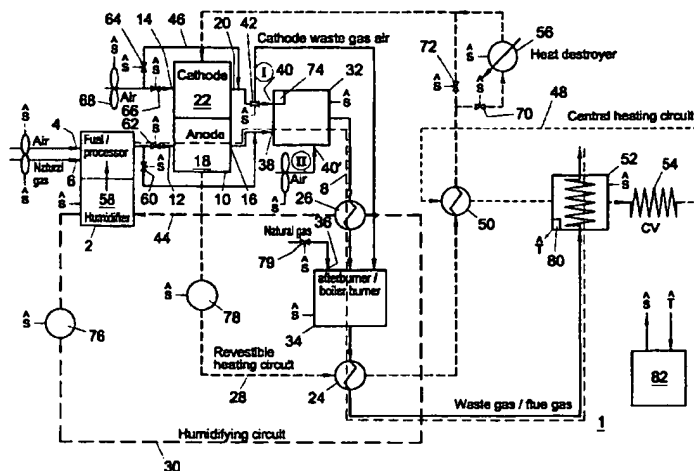 64
14
46
20
42
Cathode waste gas air
A S
68
Air
66
62
Cathode
22
Anode
18
I
40
74
32
72
56
Heat destroyer
70
48
Central heating circuit
4
Air
Natural gas
6
Fuel / processor
58
Humidifier
2
60
12
10
16
38
II
Air
40'
8
26
44
50
52
54
CV
80
A T
Natural gas
36
79
afterburner / boiler burner
34
76
78
Revestible heating circuit
28
24
82
Waste gas / flue gas
1
Humidifying circuit
30